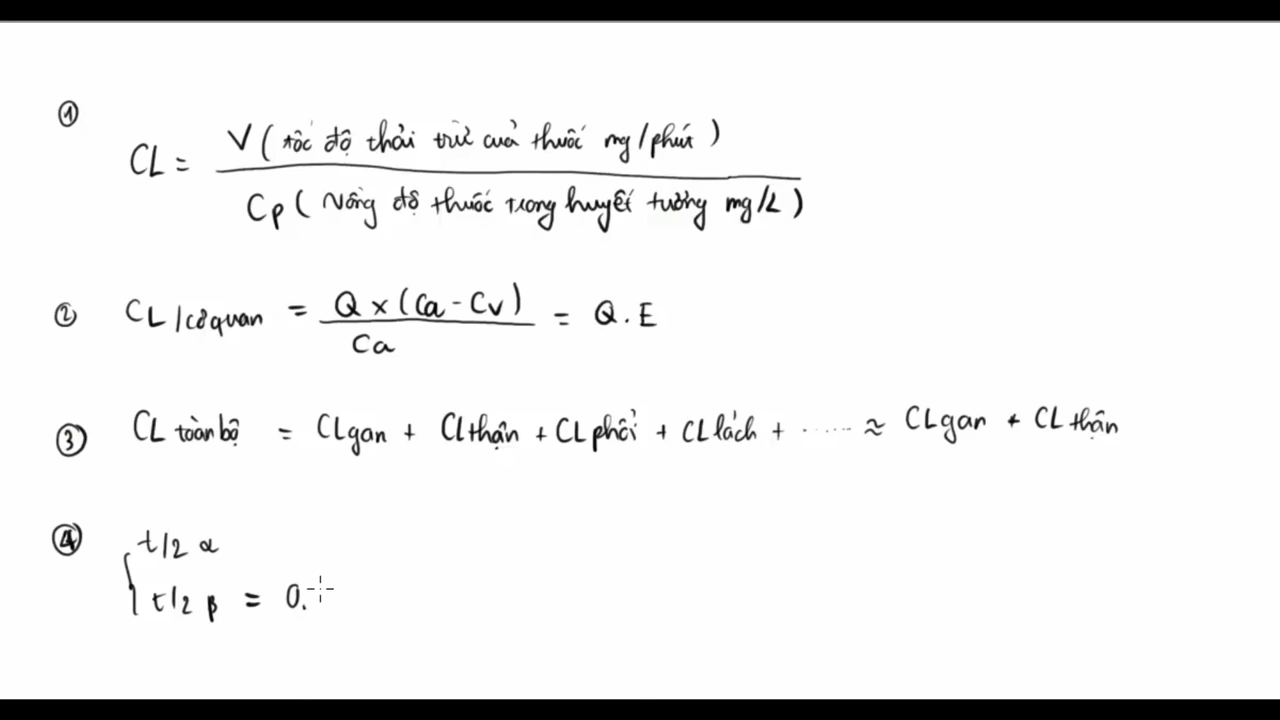 ①
CL = V ( tốc độ thải trừ của thuốc mg/phút )
Cp ( Nồng độ thuốc trong huyết tương mg/L )
② CL/cơ quan = Q x (Ca - Cv) = Q . E
Ca
③ CL toàn bộ = CL gan + CL thận + CL phổi + CL lách + ...... ≈ CL gan + CL thận
④ t/2 α
t/2 β = 0.